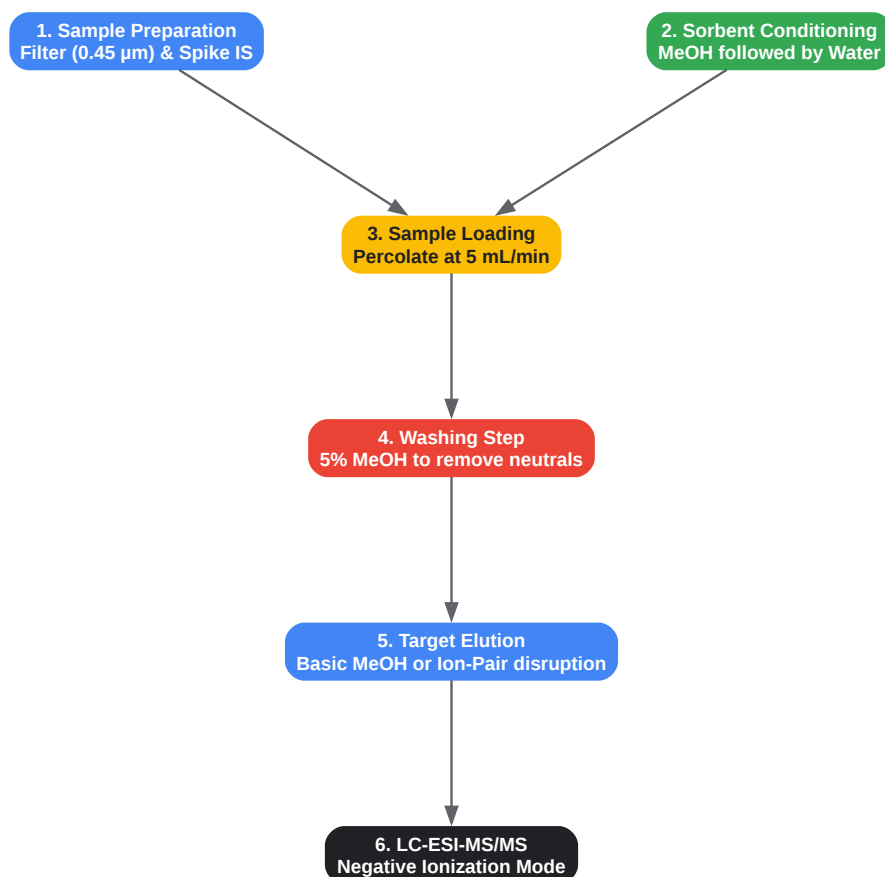 1. Sample Preparation
Filter (0.45 µm) & Spike IS
2. Sorbent Conditioning
MeOH followed by Water
3. Sample Loading
Percolate at 5 mL/min
4. Washing Step
5% MeOH to remove neutrals
5. Target Elution
Basic MeOH or Ion-Pair disruption
6. LC-ESI-MS/MS
Negative Ionization Mode